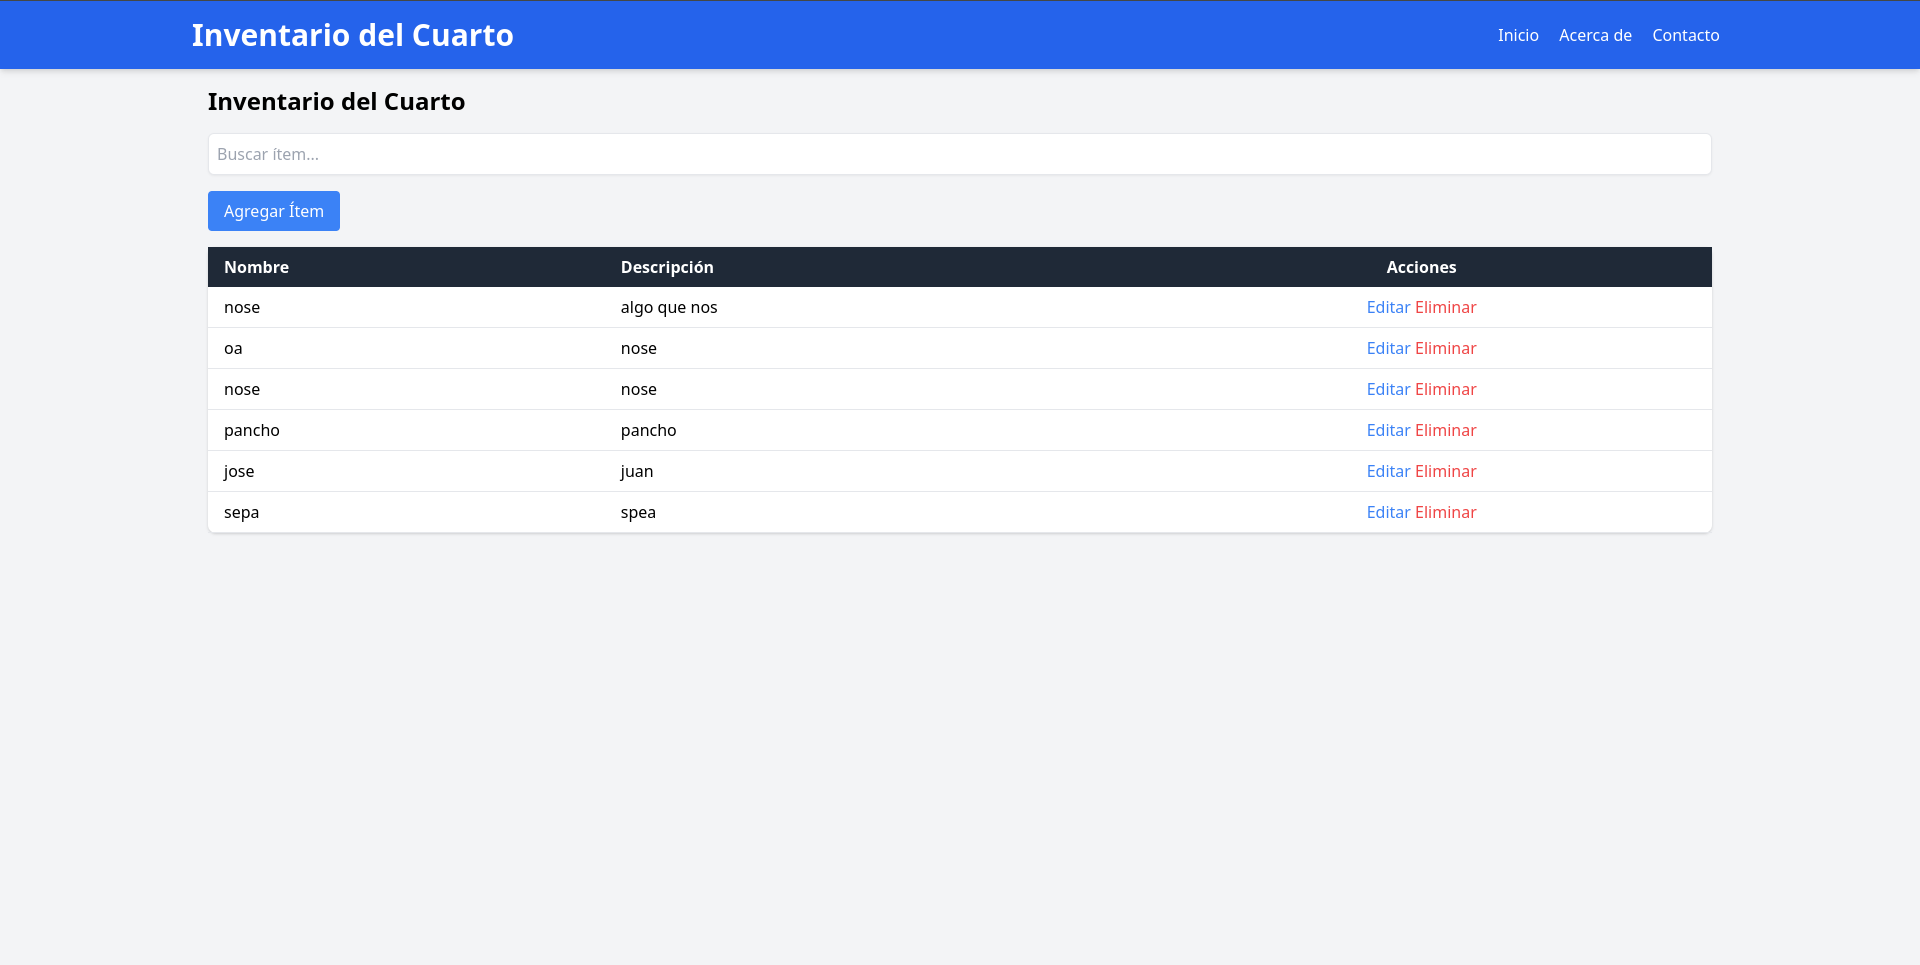 Inventario del Cuarto
Inicio Acerca de Contacto
Inventario del Cuarto
Buscar ítem...
Agregar Ítem
Nombre Descripción Acciones
nose algo que nos Editar Eliminar
oa nose Editar Eliminar
nose nose Editar Eliminar
pancho pancho Editar Eliminar
jose juan Editar Eliminar
sepa spea Editar Eliminar